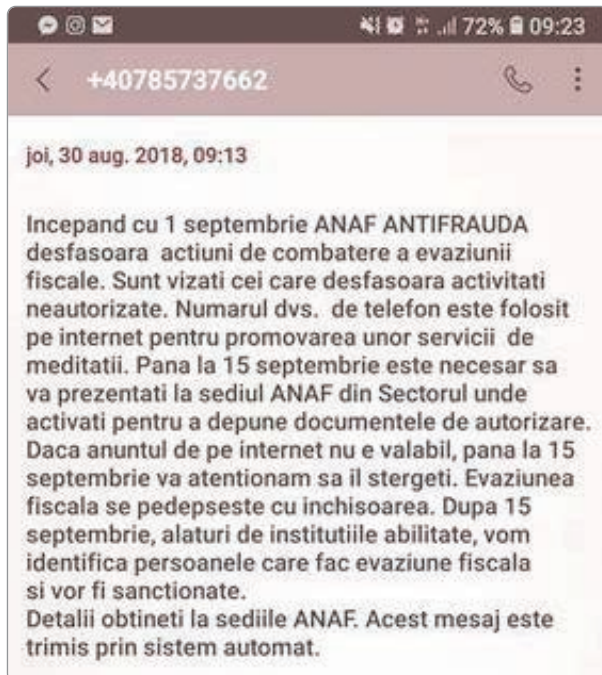 72% 09:23
+40785737662
joi, 30 aug. 2018, 09:13
Incepand cu 1 septembrie ANAF ANTIFRAUDA
desfasoara actiuni de combatere a evaziunii
fiscale. Sunt vizati cei care desfasoara activitati
neautorizate. Numarul dvs. de telefon este folosit
pe internet pentru promovarea unor servicii de
meditatii. Pana la 15 septembrie este necesar sa
va prezentati la sediul ANAF din Sectorul unde
activati pentru a depune documentele de autorizare.
Daca anuntul de pe internet nu e valabil, pana la 15
septembrie va atentionam sa il stergeti. Evaziunea
fiscala se pedepseste cu inchisoarea. Dupa 15
septembrie, alaturi de institutiile abilitate, vom
identifica persoanele care fac evaziune fiscala
si vor fi sanctionate.
Detalii obtineti la sediile ANAF. Acest mesaj este
trimis prin sistem automat.